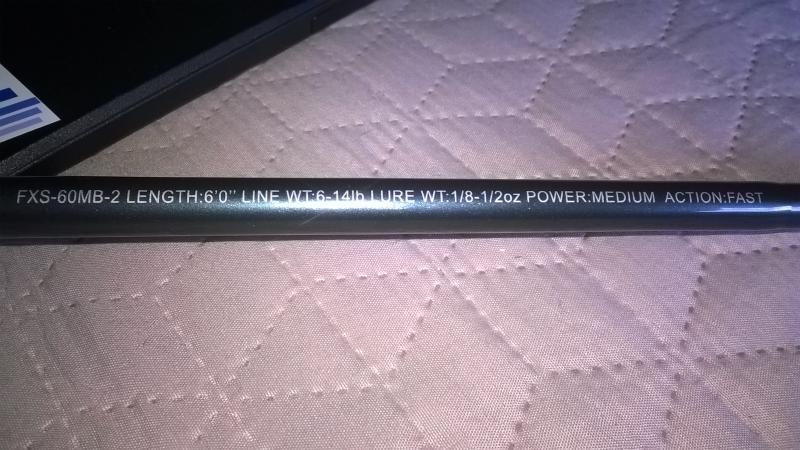 FXS-60MB-2 LENGTH:6'0'' LINE WT:6-14lb LURE WT:1/8-1/2oz POWER:MEDIUM ACTION:FAST